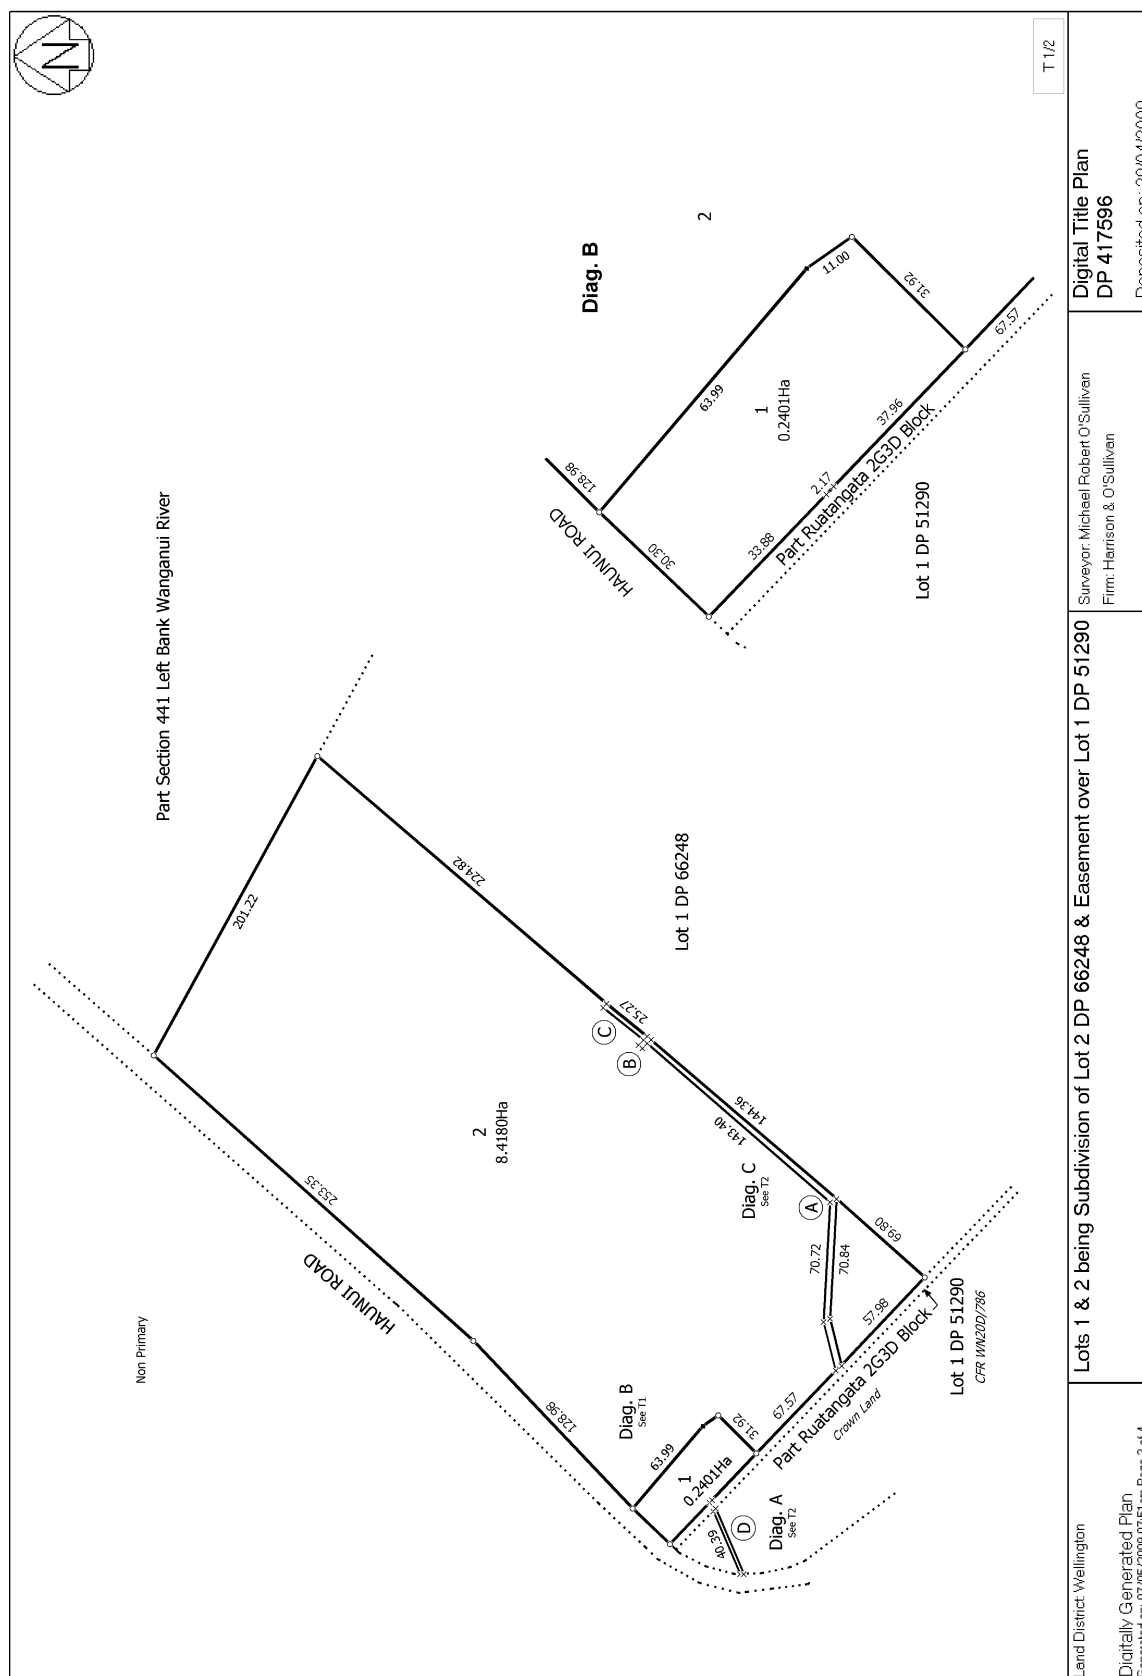 N
T 1/2
Part Section 441 Left Bank Wanganui River
Non Primary
HAUNUI ROAD
201.22
253.35
128.98
224.82
25.27
C
B
144.36
143.40
2
8.4180Ha
Lot 1 DP 66248
Diag. C
See T2
A
70.72
70.84
69.80
57.98
67.57
Diag. B
See T1
63.99
31.92
1
0.2401Ha
Part Ruatangata 2G3D Block
Crown Land
Lot 1 DP 51290
CFR WN20D/786
D
40.39
Diag. A
See T2
Diag. B
2
HAUNUI ROAD
128.98
63.99
11.00
31.92
30.30
1
0.2401Ha
33.88
2.17
37.96
67.57
Part Ruatangata 2G3D Block
Lot 1 DP 51290
Land District: Wellington
Digitally Generated Plan
Lots 1 & 2 being Subdivision of Lot 2 DP 66248 & Easement over Lot 1 DP 51290
Surveyor: Michael Robert O'Sullivan
Firm: Harrison & O'Sullivan
Digital Title Plan
DP 417596